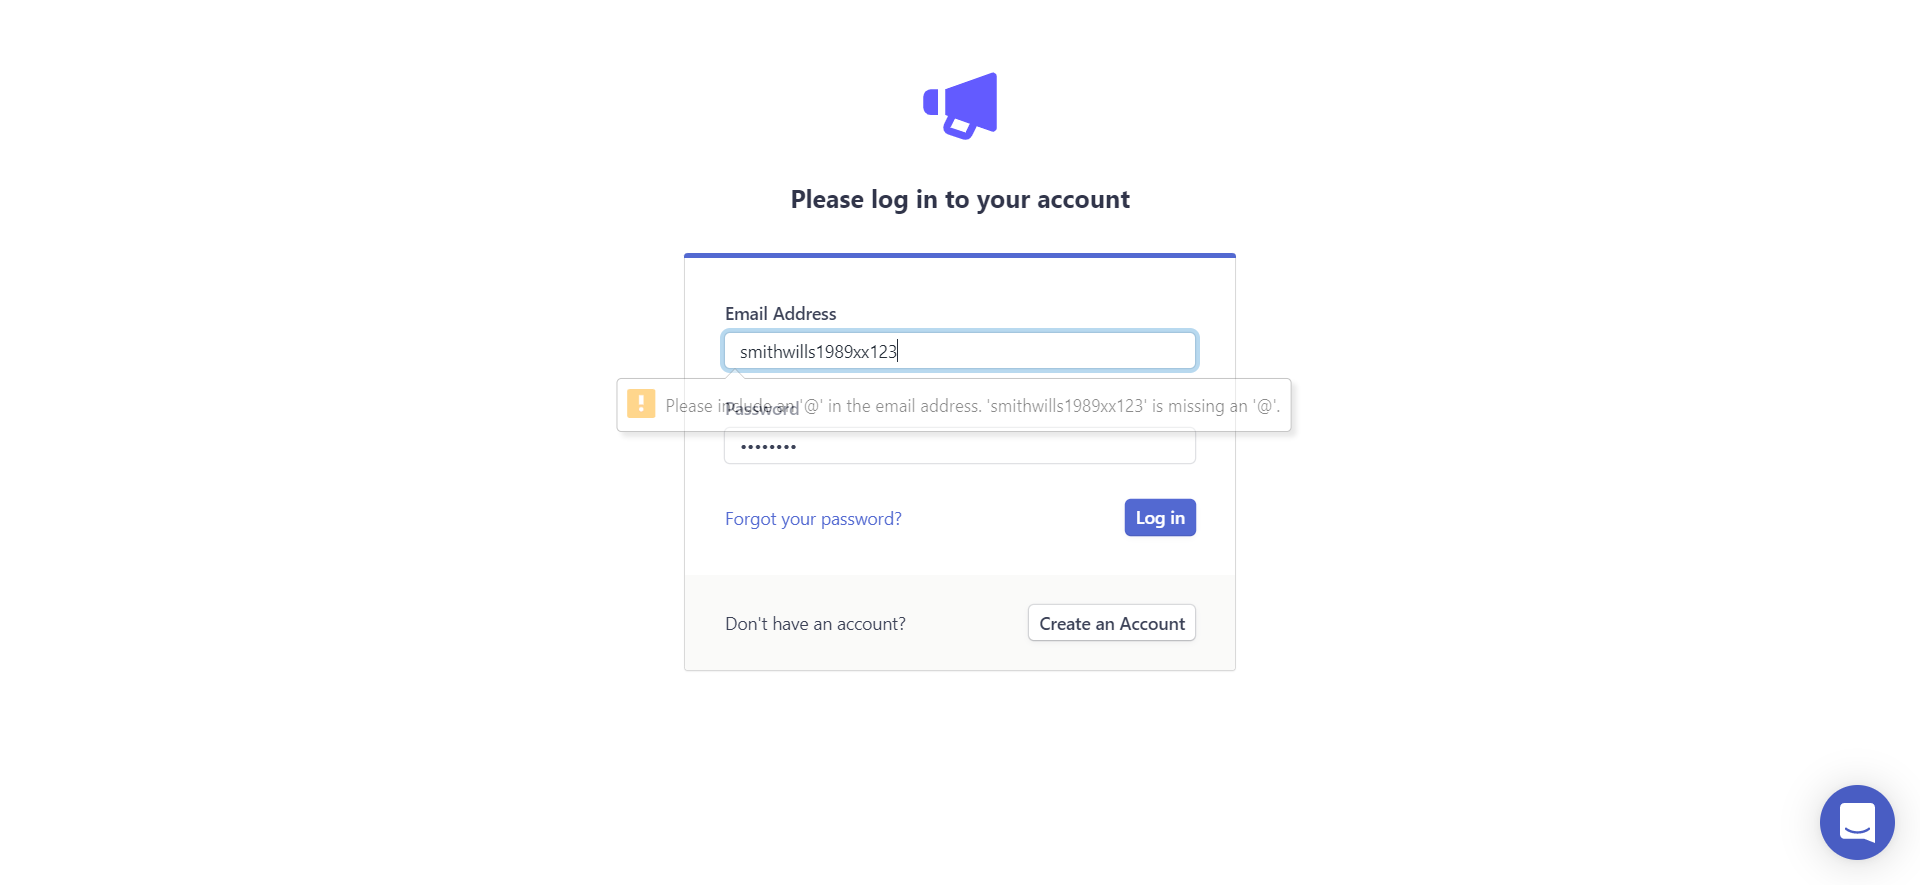 Please log in to your account
Email Address
smithwills1989xx123
Please include an '@' in the email address. 'smithwills1989xx123' is missing an '@'.
Password
••••••••
Forgot your password?
Log in
Don't have an account?
Create an Account